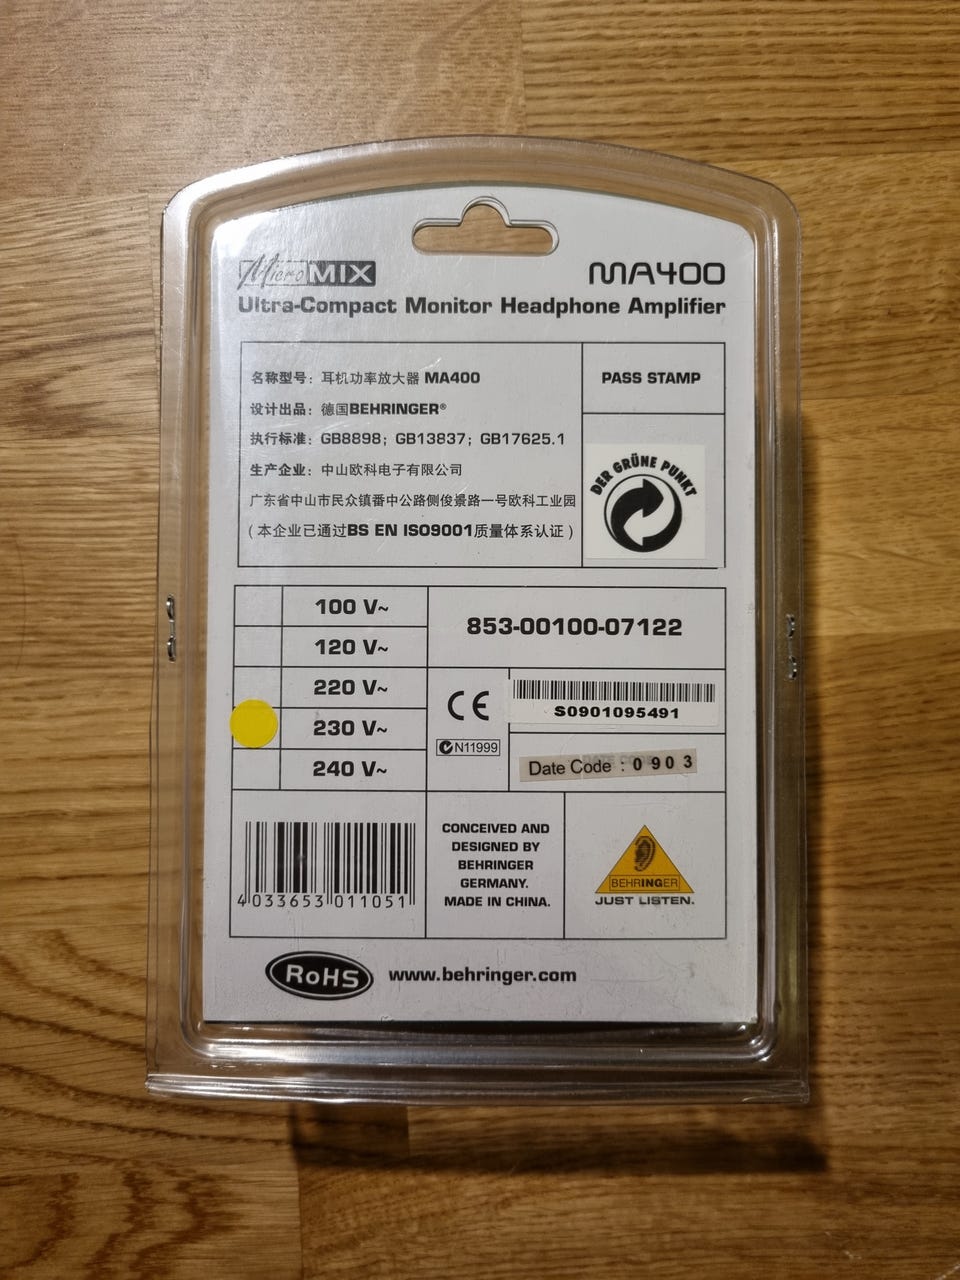 MicroMIX
MA400
Ultra-Compact Monitor Headphone Amplifier
名称型号：耳机功率放大器 MA400
设计出品：德国BEHRINGER®
执行标准：GB8898；GB13837；GB17625.1
生产企业：中山欧科电子有限公司
广东省中山市民众镇番中公路侧俊景路一号欧科工业园
（本企业已通过BS EN ISO9001质量体系认证）
PASS STAMP
DER GRÜNE PUNKT
100 V~
120 V~
220 V~
230 V~
240 V~
853-00100-07122
CE
N11999
S0901095491
Date Code : 0 9 0 3
4 033653 011051
CONCEIVED AND
DESIGNED BY
BEHRINGER
GERMANY.
MADE IN CHINA.
BEHRINGER
JUST LISTEN.
RoHS
www.behringer.com